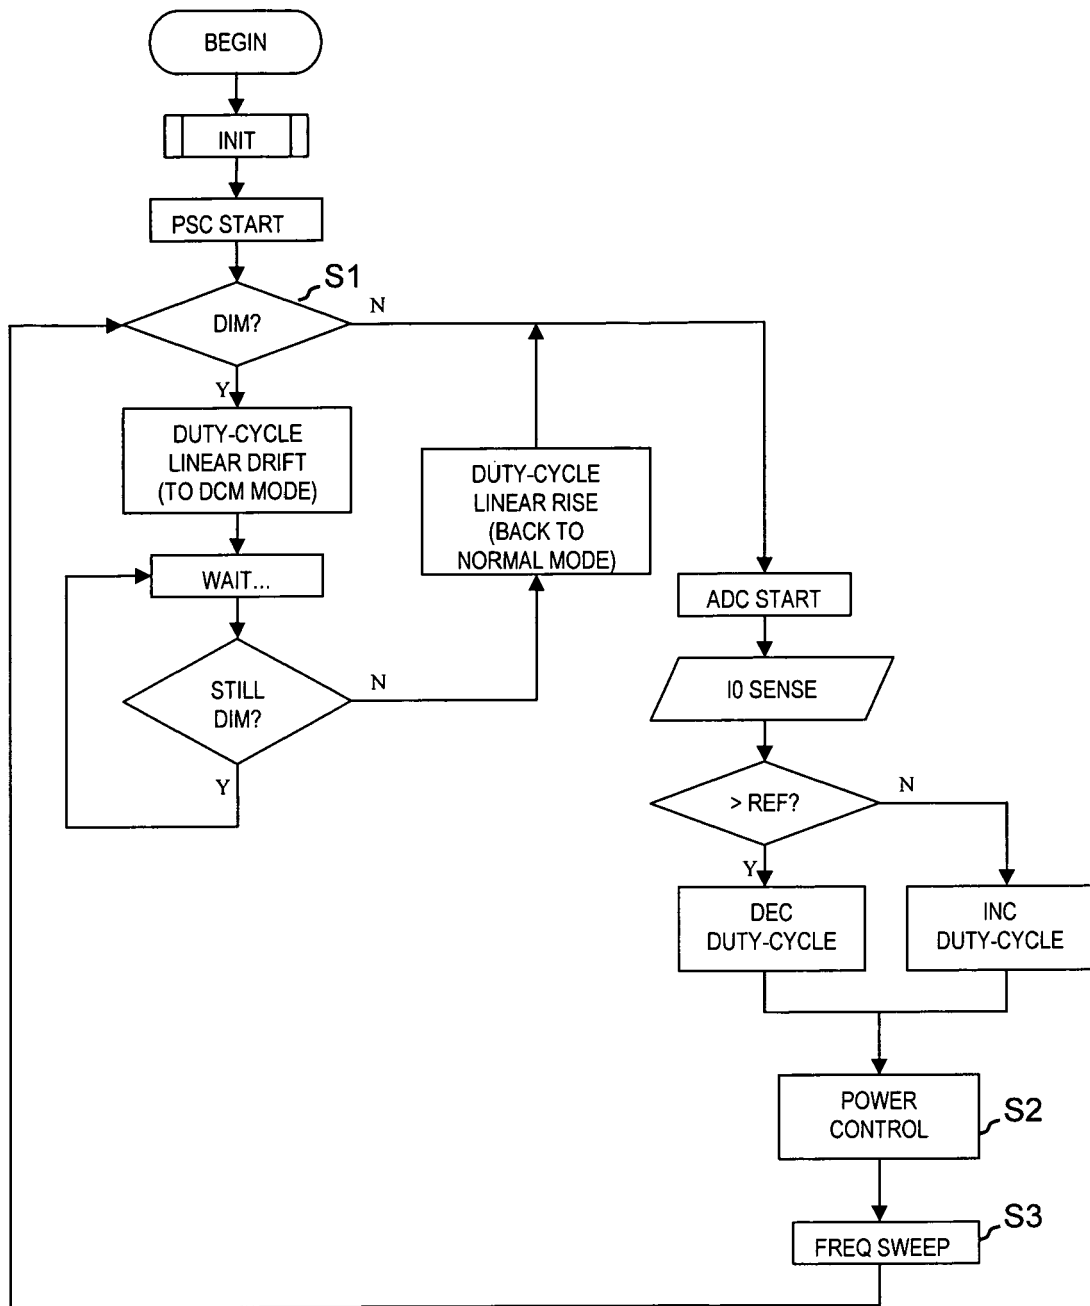 BEGIN
INIT
PSC START
S1
DIM?
N
Y
DUTY-CYCLE
LINEAR DRIFT
(TO DCM MODE)
WAIT...
STILL
DIM?
N
Y
DUTY-CYCLE
LINEAR RISE
(BACK TO
NORMAL MODE)
ADC START
I0 SENSE
> REF?
N
Y
DEC
DUTY-CYCLE
INC
DUTY-CYCLE
POWER
CONTROL
S2
FREQ SWEEP
S3